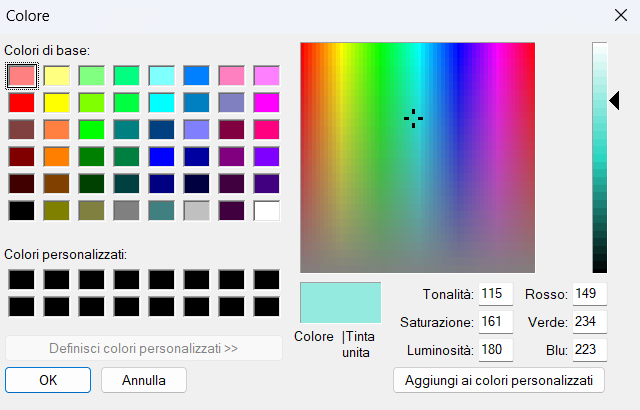 Colore
Colori di base:
Colori personalizzati:
Definisci colori personalizzati >>
OK
Annulla
Colore |Tinta
unita
Tonalità: 115
Saturazione: 161
Luminosità: 180
Rosso: 149
Verde: 234
Blu: 223
Aggiungi ai colori personalizzati